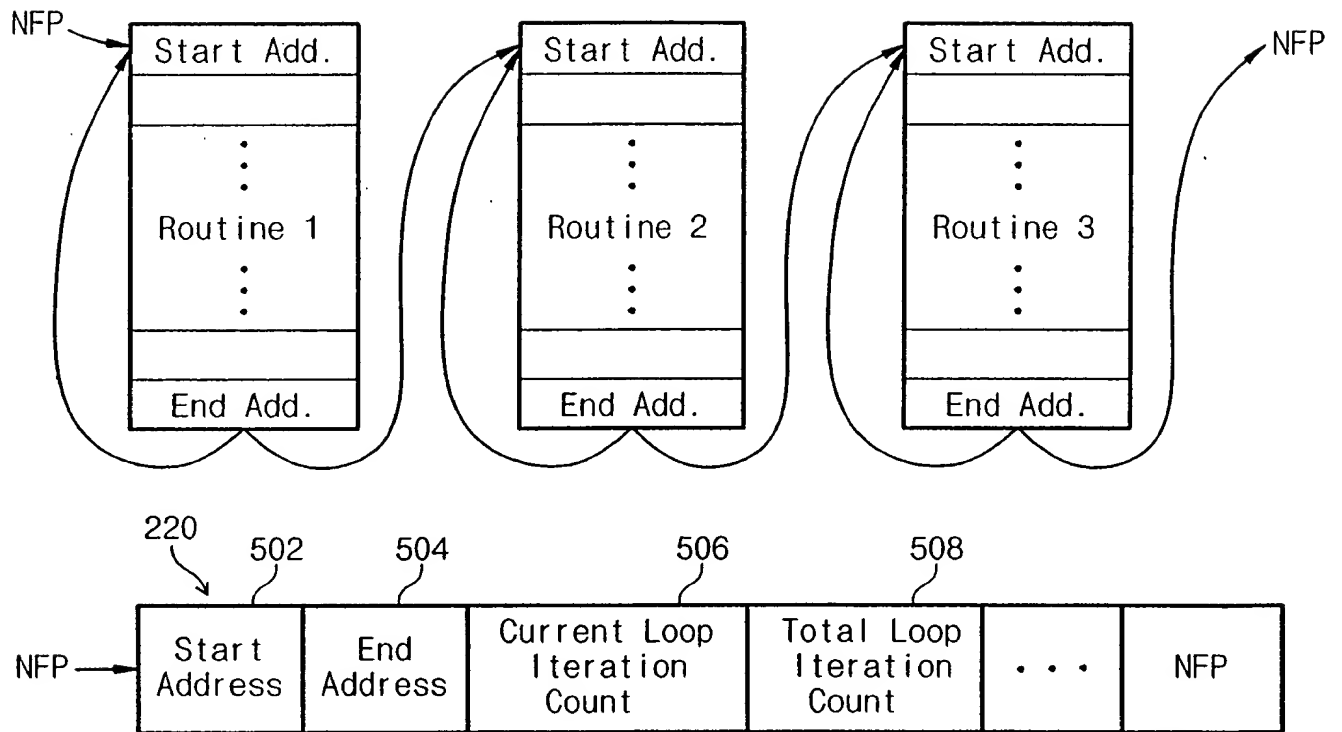 NFP
Start Add.
Start Add.
Start Add.
NFP
Routine 1
Routine 2
Routine 3
End Add.
End Add.
End Add.
220
502
504
506
508
NFP
Start
Address
End
Address
Current Loop
Iteration
Count
Total Loop
Iteration
Count
NFP